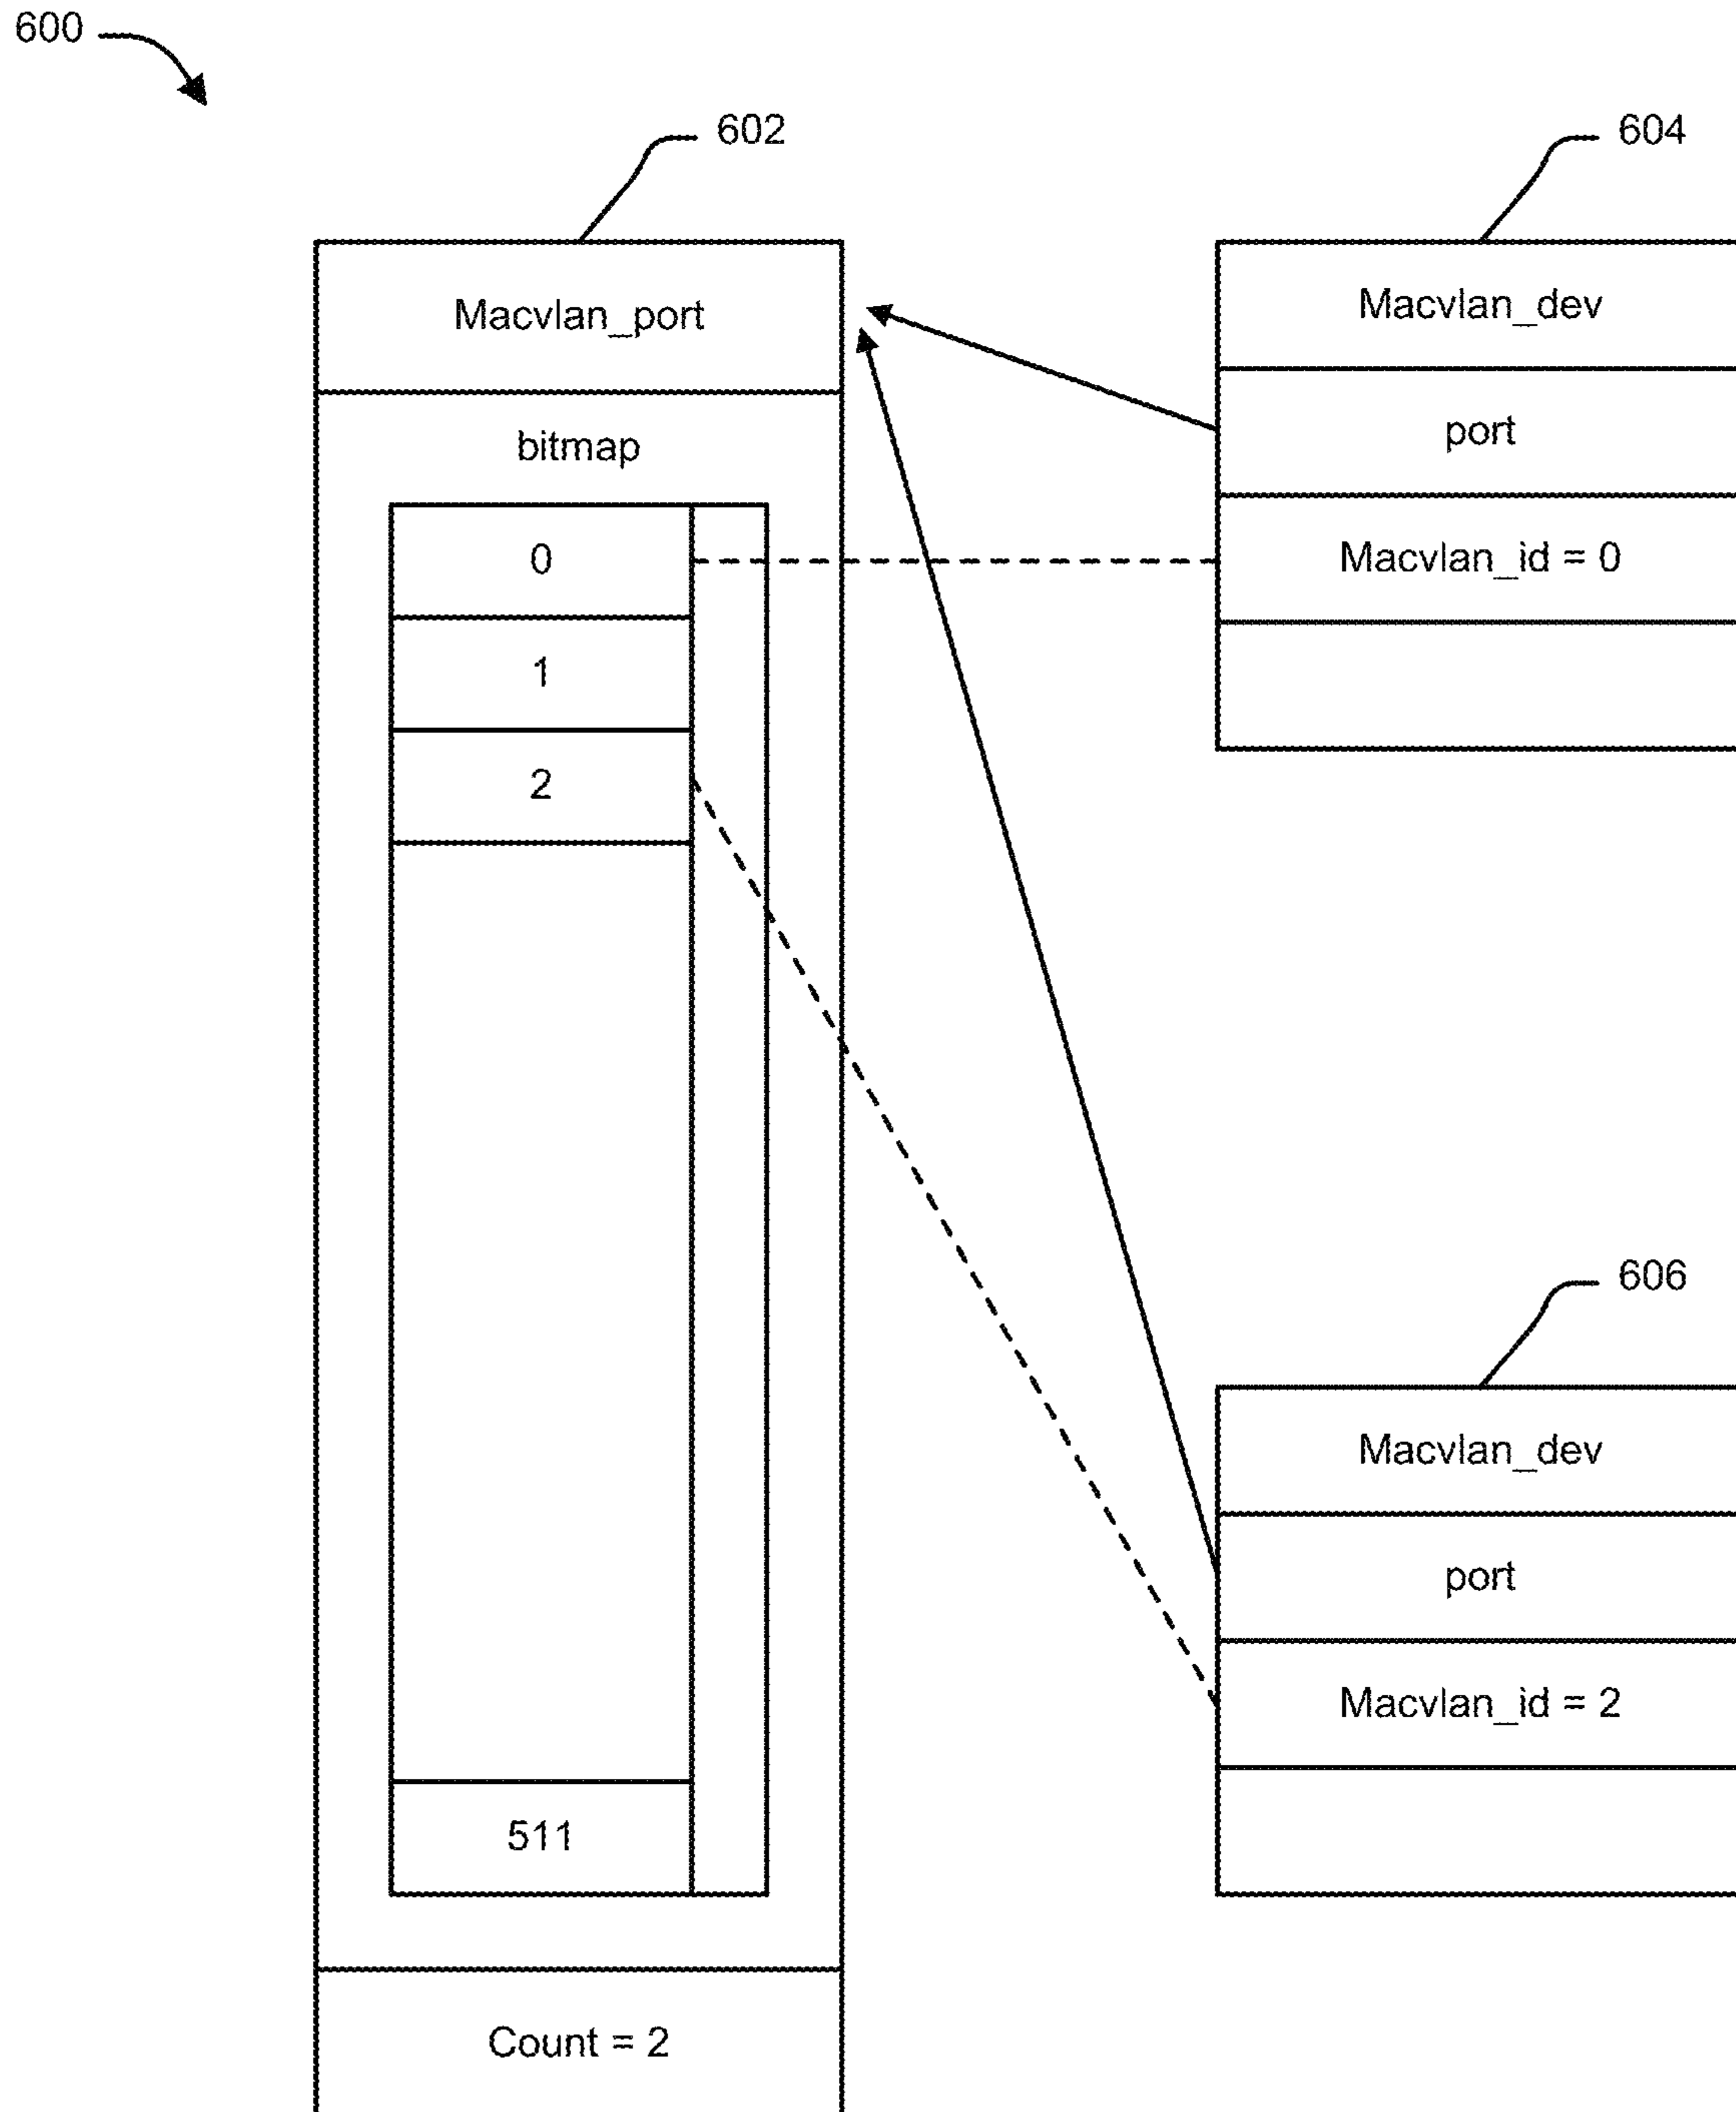 600
602
604
Macvlan_port
Macvlan_dev
bitmap
port
0
Macvlan_id = 0
1
2
606
Macvlan_dev
port
Macvlan_id = 2
511
Count = 2